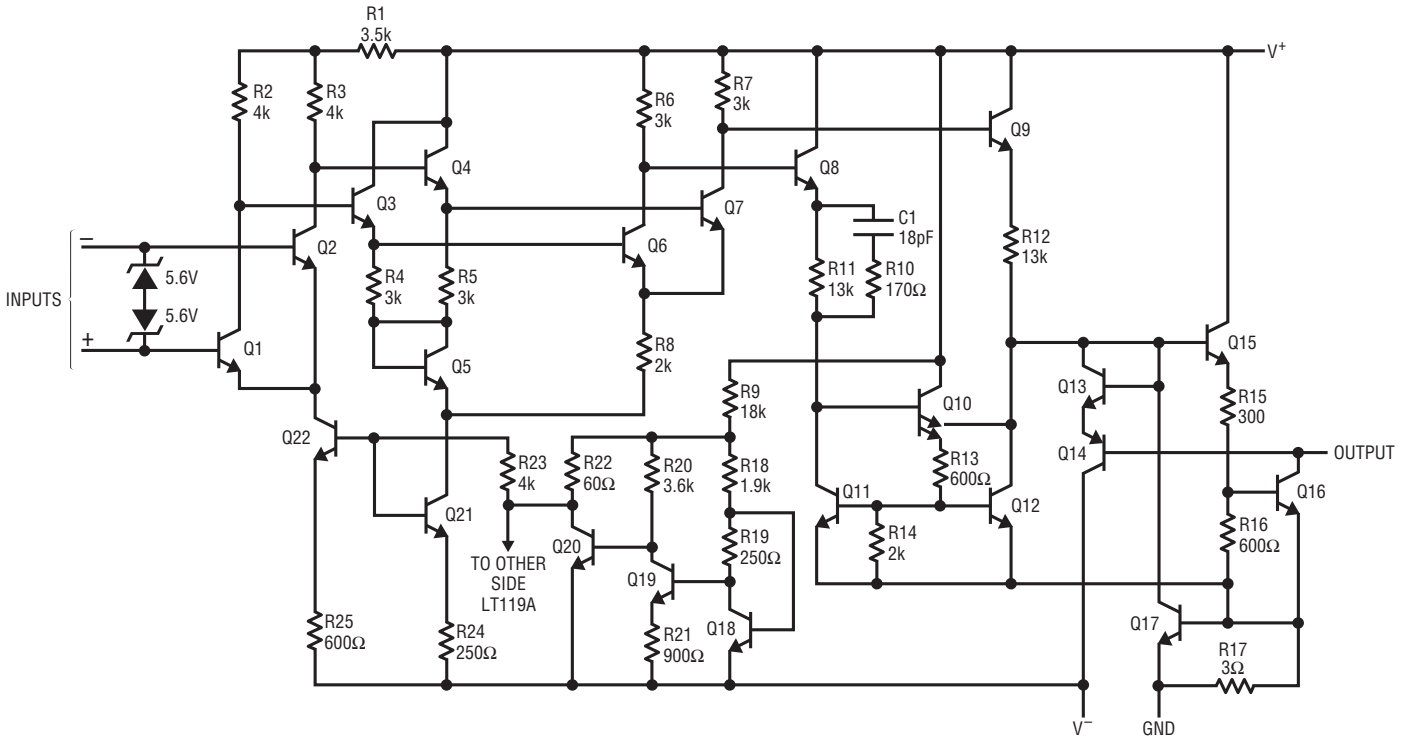 R1
3.5k
V+
R2
4k
R3
4k
R6
3k
R7
3k
Q9
Q4
Q8
Q3
Q7
C1
18pF
−
Q2
Q6
R12
13k
5.6V
R4
3k
R5
3k
R11
13k
R10
170Ω
INPUTS
5.6V
+
Q1
Q5
R8
2k
Q15
R9
18k
Q10
Q13
R15
300
Q22
R23
4k
R22
60Ω
R20
3.6k
R18
1.9k
R13
600Ω
Q14
OUTPUT
Q21
Q11
Q12
Q16
Q20
R19
250Ω
R14
2k
R16
600Ω
TO OTHER
SIDE
LT119A
Q19
R25
600Ω
R24
250Ω
R21
900Ω
Q18
Q17
R17
3Ω
V−
GND